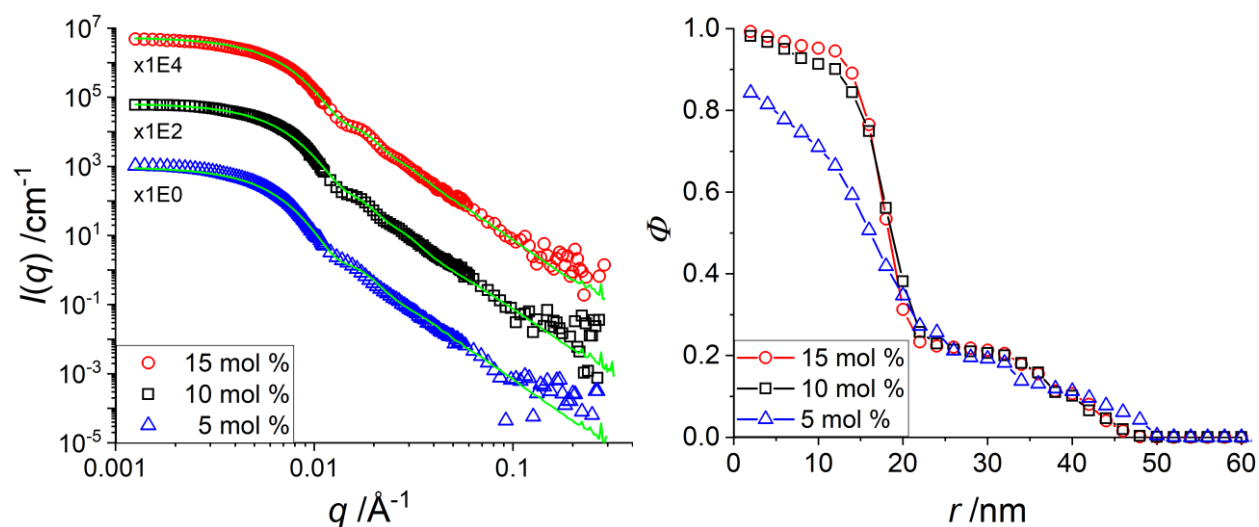 10^7
10^5
10^3
10^1
10^-1
10^-3
10^-5
I(q) /cm^-1
x1E4
x1E2
x1E0
15 mol %
10 mol %
5 mol %
0.001
0.01
0.1
q /Å^-1
1.0
0.8
0.6
0.4
0.2
0.0
Φ
15 mol %
10 mol %
5 mol %
0
10
20
30
40
50
60
r /nm